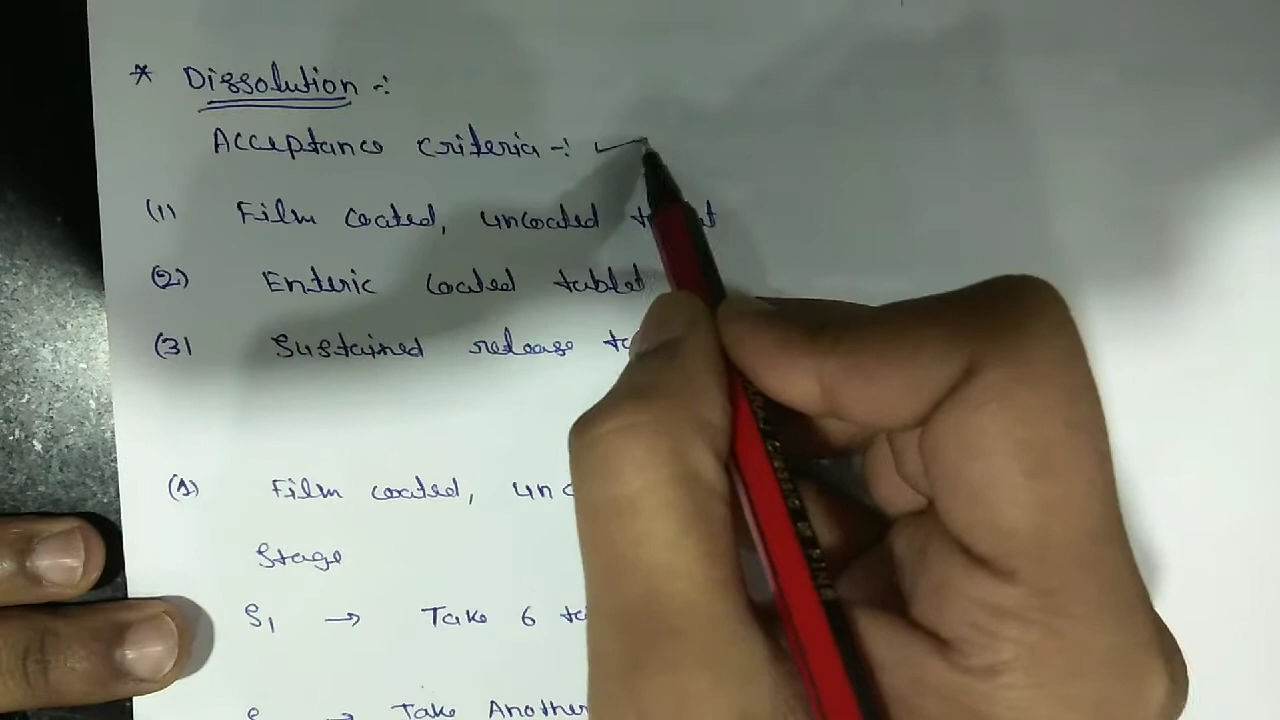 * Dissolution -:
Acceptance criteria -:
(1) Film coated, uncoated
(2) Enteric coated tablet
(3) Sustained release
(1) Film coated,
Stage
S1 → Take 6
→ Take Another